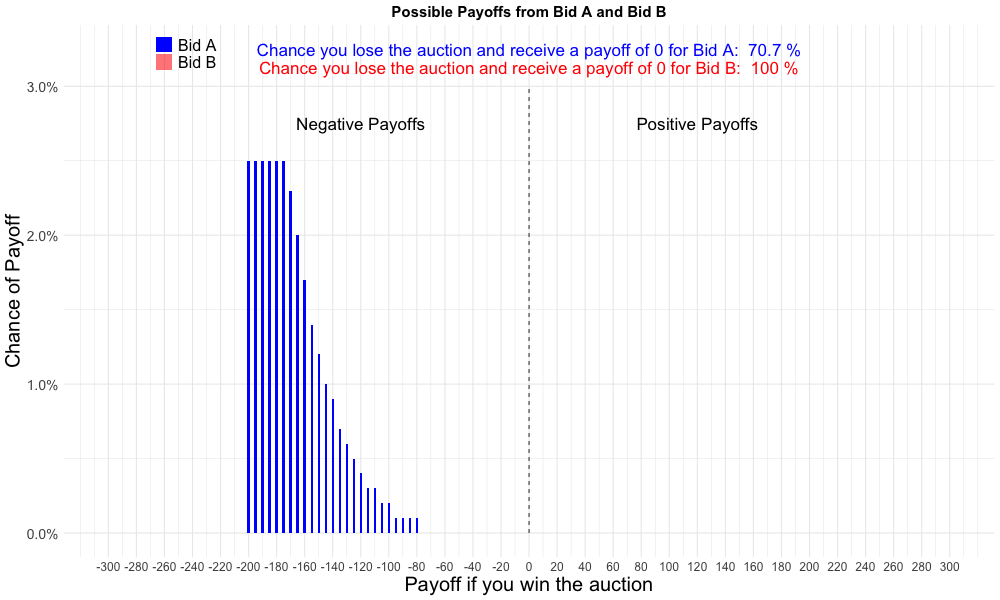 Possible Payoffs from Bid A and Bid B
Bid A
Bid B
Chance you lose the auction and receive a payoff of 0 for Bid A: 70.7 %
Chance you lose the auction and receive a payoff of 0 for Bid B: 100 %
Negative Payoffs
Positive Payoffs
Chance of Payoff
3.0%
2.0%
1.0%
0.0%
-300 -280 -260 -240 -220 -200 -180 -160 -140 -120 -100 -80 -60 -40 -20 0 20 40 60 80 100 120 140 160 180 200 220 240 260 280 300
Payoff if you win the auction